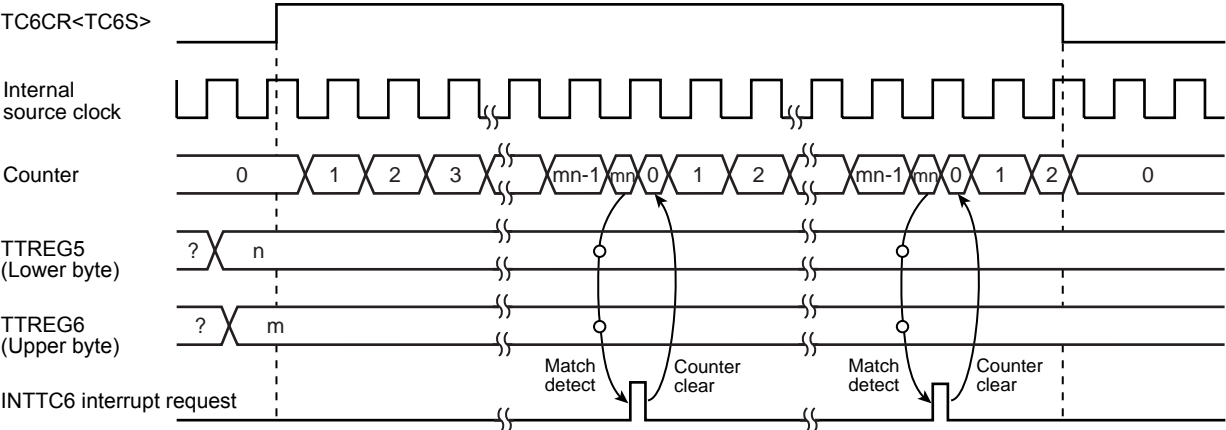 TC6CR<TC6S>
Internal
source clock
Counter
0 1 2 3 mn-1 mn 0 1 2 mn-1 mn 0 1 2 0
TTREG5
(Lower byte)
? n
TTREG6
(Upper byte)
? m
Match
detect
Counter
clear
Match
detect
Counter
clear
INTTC6 interrupt request